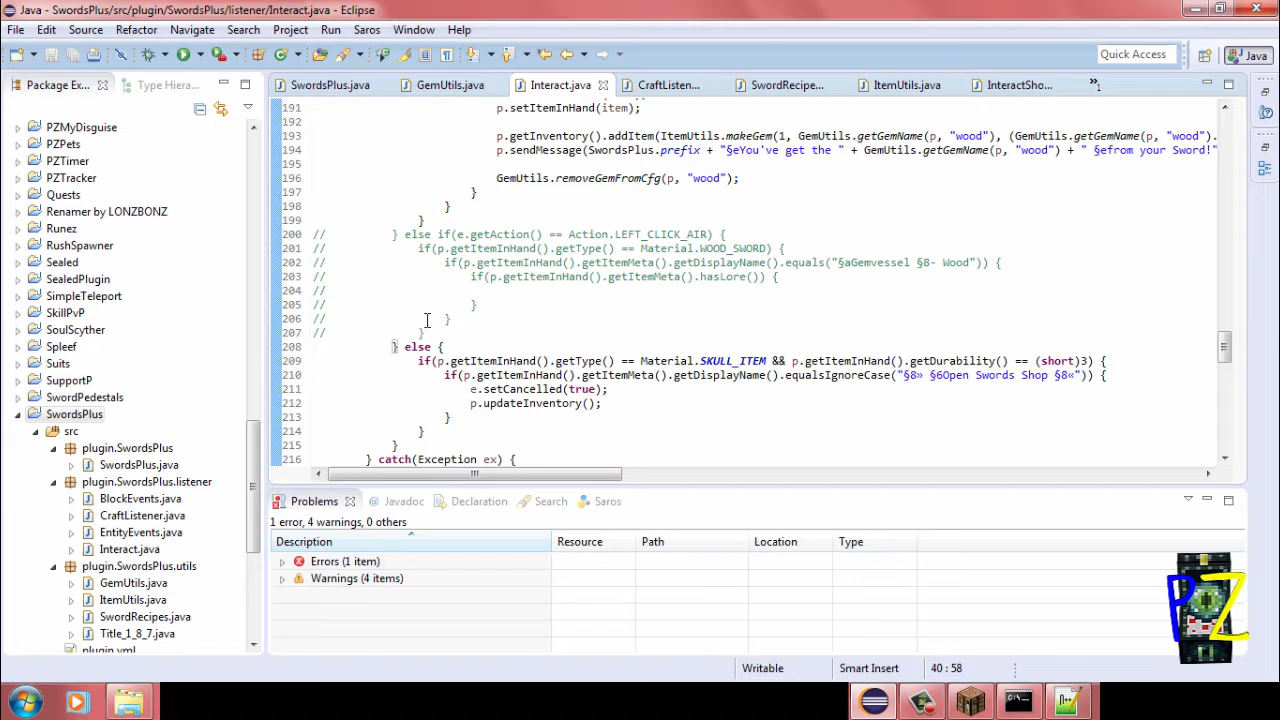 Java - SwordsPlus/src/plugin/SwordsPlus/listener/Interact.java - Eclipse
File Edit Source Refactor Navigate Search Project Run Saros Window Help
Quick Access Java
Package Ex... Type Hiera... SwordsPlus.java GemUtils.java Interact.java CraftListen... SwordRecipe... ItemUtils.java InteractSho... »1
PZMyDisguise
PZPets
PZTimer
PZTracker
Quests
Renamer by LONZBONZ
Runez
RushSpawner
Sealed
SealedPlugin
SimpleTeleport
SkillPvP
SoulScyther
Spleef
Suits
SupportP
SwordPedestals
SwordsPlus
src
plugin.SwordsPlus
SwordsPlus.java
plugin.SwordsPlus.listener
BlockEvents.java
CraftListener.java
EntityEvents.java
Interact.java
plugin.SwordsPlus.utils
GemUtils.java
ItemUtils.java
SwordRecipes.java
Title_1_8_7.java
plugin.yml
191 p.setItemInHand(item);
192
193 p.getInventory().addItem(ItemUtils.makeGem(1, GemUtils.getGemName(p, "wood"), (GemUtils.getGemName(p, "wood").
194 p.sendMessage(SwordsPlus.prefix + "§eYou've get the " + GemUtils.getGemName(p, "wood") + " §efrom your Sword!"
195
196 GemUtils.removeGemFromCfg(p, "wood");
197 }
198 }
199 }
200 // } else if(e.getAction() == Action.LEFT_CLICK_AIR) {
201 // if(p.getItemInHand().getType() == Material.WOOD_SWORD) {
202 // if(p.getItemInHand().getItemMeta().getDisplayName().equals("§aGemvessel §8- Wood")) {
203 // if(p.getItemInHand().getItemMeta().hasLore()) {
204 //
205 // }
206 // }
207 // }
208 } else {
209 if(p.getItemInHand().getType() == Material.SKULL_ITEM && p.getItemInHand().getDurability() == (short)3) {
210 if(p.getItemInHand().getItemMeta().getDisplayName().equalsIgnoreCase("§8» §6Open Swords Shop §8«")) {
211 e.setCancelled(true);
212 p.updateInventory();
213 }
214 }
215 }
216 } catch(Exception ex) {
Problems Javadoc Declaration Search Saros
1 error, 4 warnings, 0 others
Description Resource Path Location Type
Errors (1 item)
Warnings (4 items)
PZ
Writable Smart Insert 40 : 58